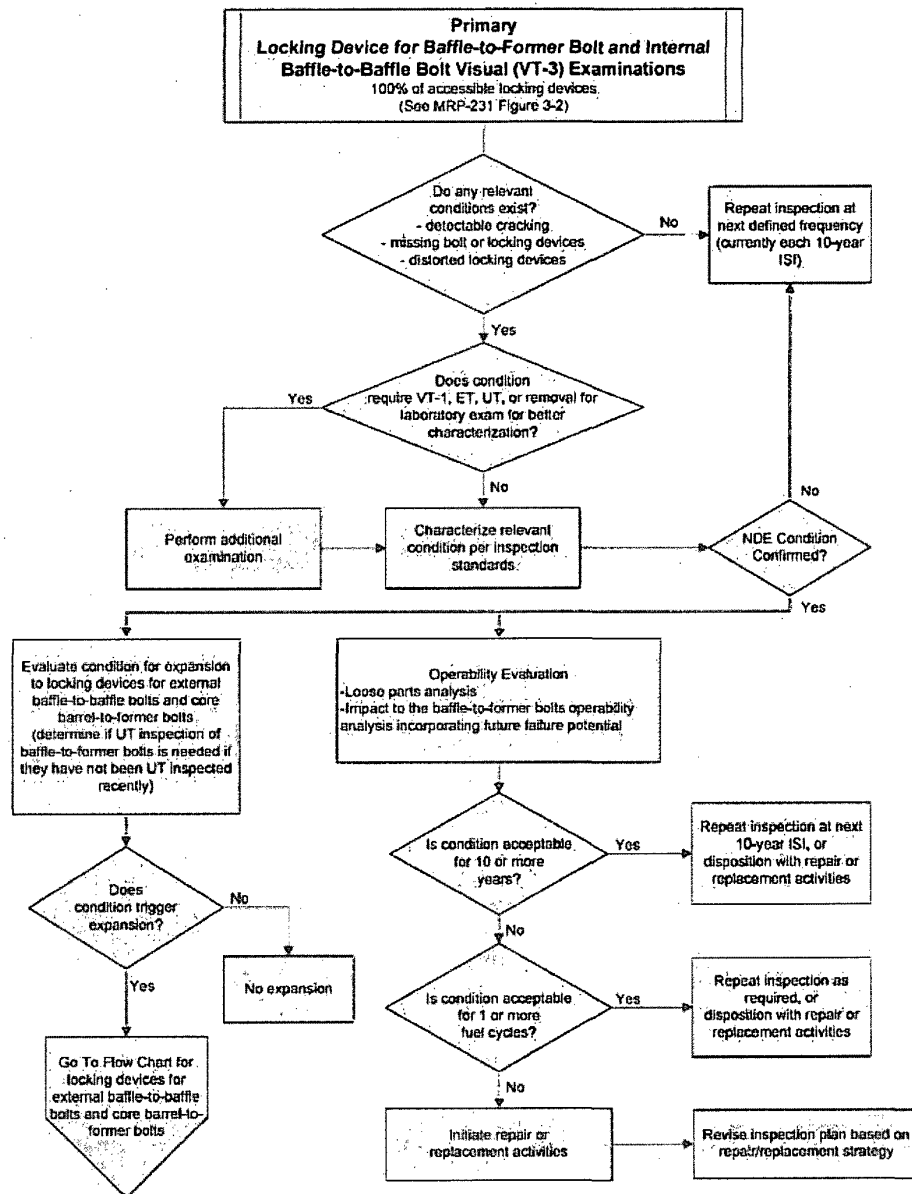 Primary
Locking Device for Baffle-to-Former Bolt and Internal
Baffle-to-Baffle Bolt Visual (VT-3) Examinations
100% of accessible locking devices.
(See MRP-231 Figure 3-2)
Do any relevant
conditions exist?
- detectable cracking
- missing bolt or locking devices
- distorted locking devices
No
Repeat inspection at
next defined frequency
(currently each 10-year
ISI)
Yes
Does condition
require VT-1, ET, UT, or removal for
laboratory exam for better
characterization?
Yes
No
Perform additional
examination
Characterize relevant
condition per inspection
standards
NDE Condition
Confirmed?
No
Yes
Evaluate condition for expansion
to locking devices for external
baffle-to-baffle bolts and core
barrel-to-former bolts
(determine if UT inspection of
baffle-to-former bolts is needed if
they have not been UT inspected
recently)
Operability Evaluation
-Loose parts analysis
-Impact to the baffle-to-former bolts operability
analysis incorporating future failure potential
Is condition acceptable
for 10 or more
years?
Yes
Repeat inspection at next
10-year ISI, or
disposition with repair or
replacement activities
Does
condition trigger
expansion?
No
No expansion
Yes
No
Is condition acceptable
for 1 or more
fuel cycles?
Yes
Repeat inspection as
required, or
disposition with repair or
replacement activities
Go To Flow Chart for
locking devices for
external baffle-to-baffle
bolts and core barrel-to-
former bolts
No
Initiate repair or
replacement activities
Revise inspection plan based on
repair/replacement strategy